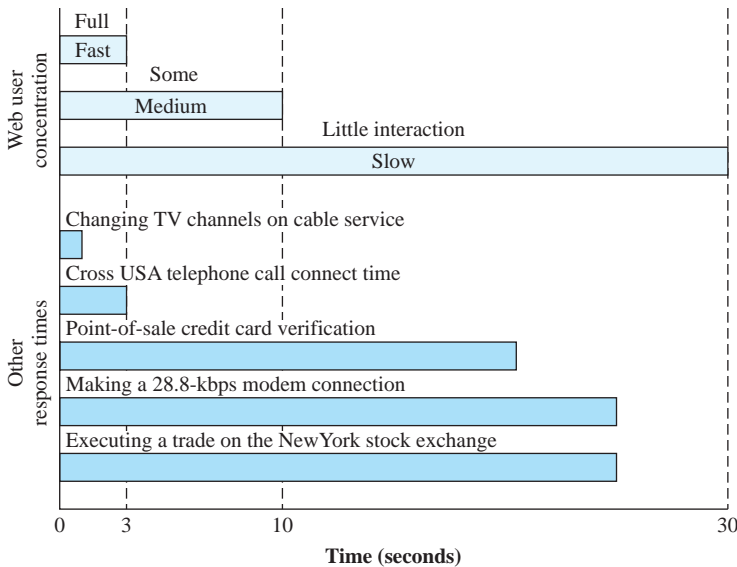 Full
Fast
Some
Medium
Little interaction
Slow
Web user
concentration
Changing TV channels on cable service
Cross USA telephone call connect time
Point-of-sale credit card verification
Making a 28.8-kbps modem connection
Executing a trade on the NewYork stock exchange
Other
response times
0 3 10 30
Time (seconds)